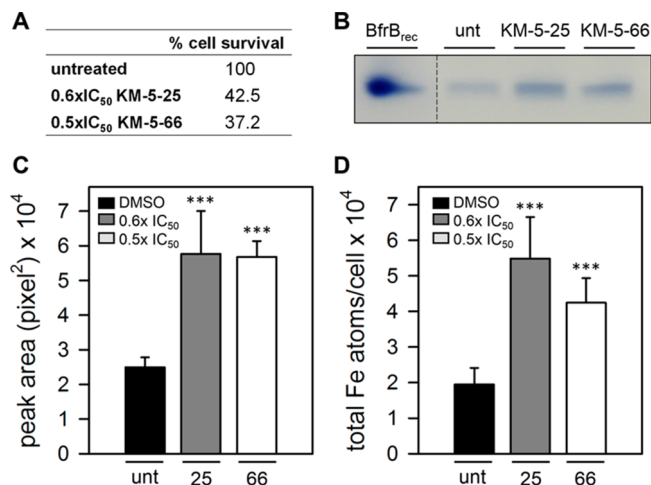 A
% cell survival
untreated 100
0.6xIC₅₀ KM-5-25 42.5
0.5xIC₅₀ KM-5-66 37.2
B
BfrB_rec unt KM-5-25 KM-5-66
C
peak area (pixel²) x 10⁴
7
6
5
4
3
2
1
0
DMSO
0.6x IC₅₀
0.5x IC₅₀
***
***
unt 25 66
D
total Fe atoms/cell x 10⁴
7
6
5
4
3
2
1
0
DMSO
0.6x IC₅₀
0.5x IC₅₀
***
***
unt 25 66